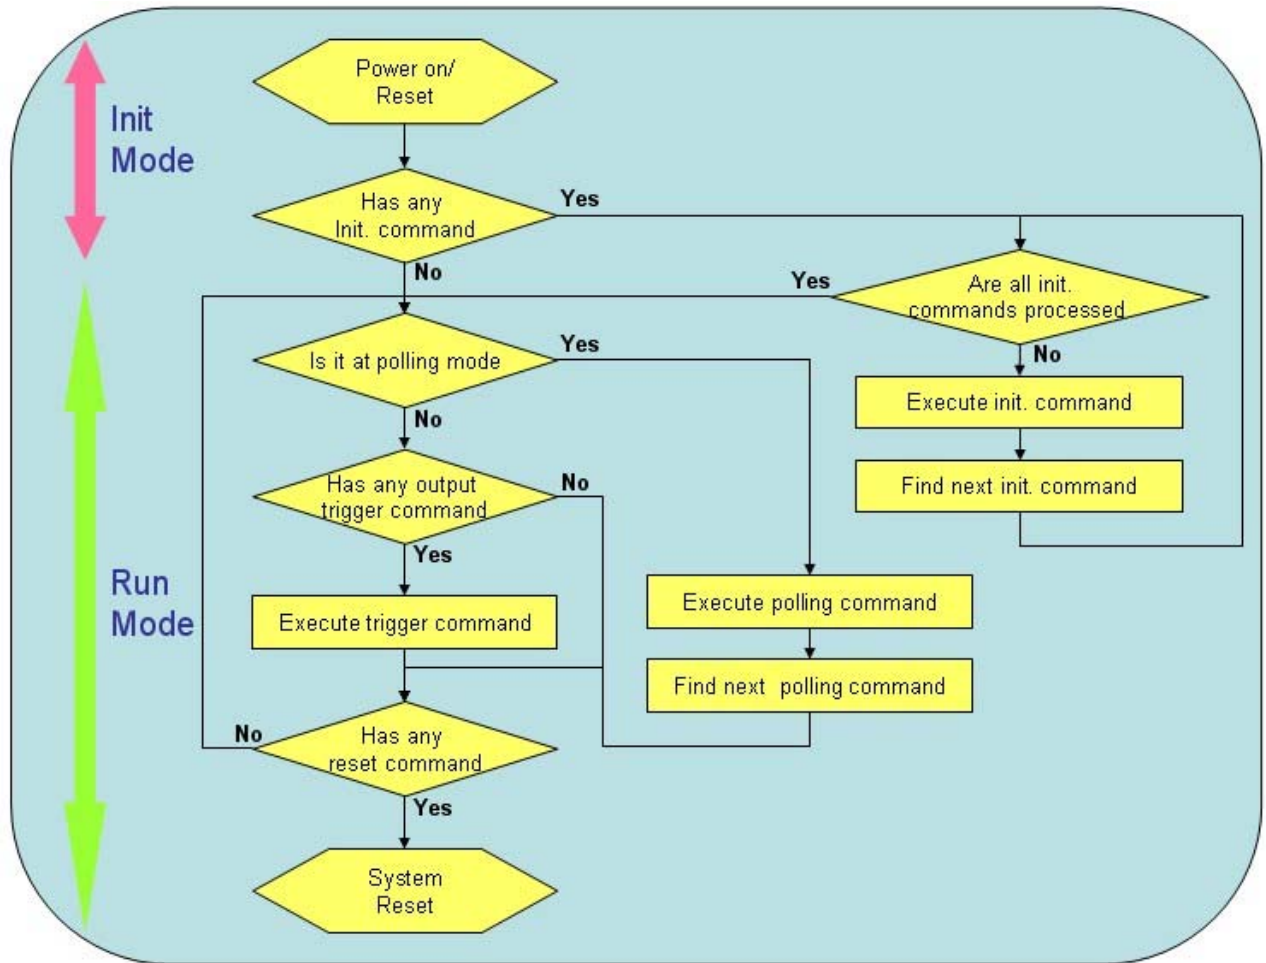 Power on/
Reset
Init
Mode
Has any
Init. command
Yes
No
Yes
Are all init.
commands processed
No
Is it at polling mode
Yes
No
Execute init. command
Find next init. command
Has any output
trigger command
No
Yes
Run
Mode
Execute trigger command
Execute polling command
Find next polling command
No
Has any
reset command
Yes
System
Reset